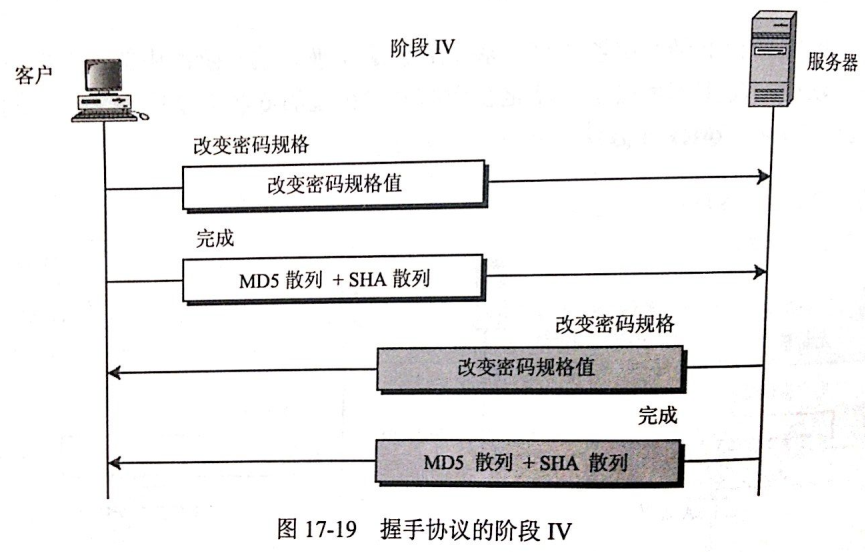 阶段 IV
客户
服务器
改变密码规格
改变密码规格值
完成
MD5 散列 + SHA 散列
改变密码规格
改变密码规格值
完成
MD5 散列 + SHA 散列
图 17-19 握手协议的阶段 IV